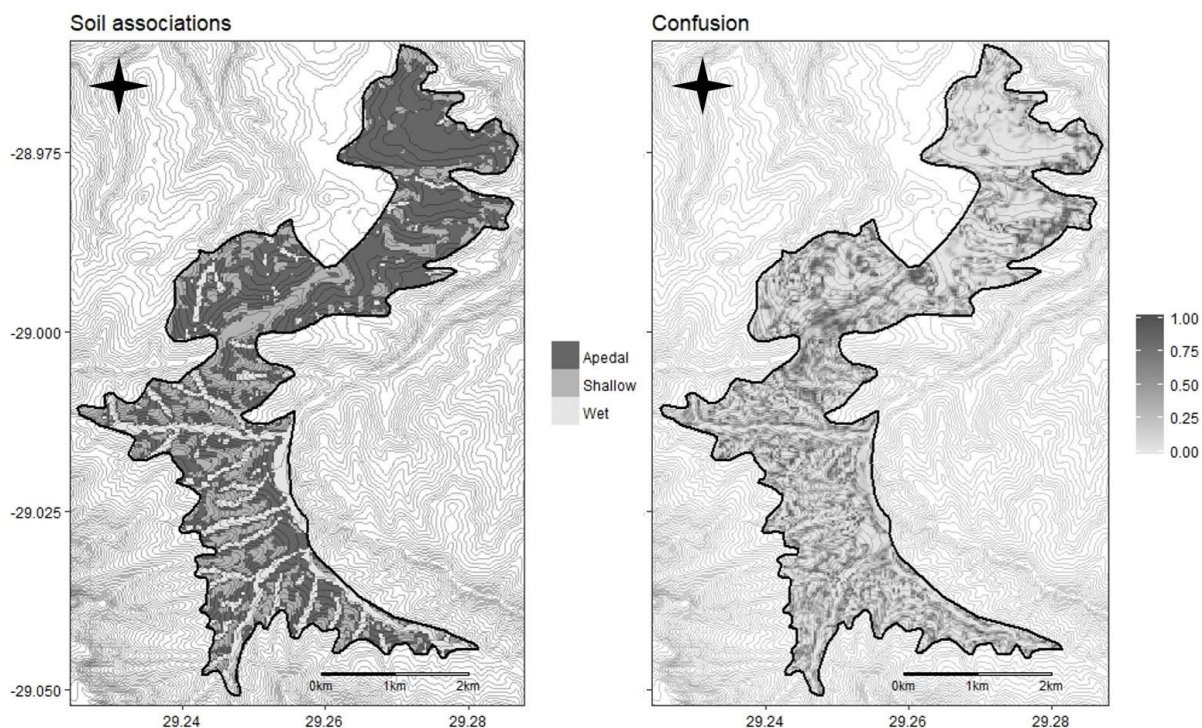 Soil associations
Confusion
-28.975
-29.000
-29.025
-29.050
Apedal
Shallow
Wet
1.00
0.75
0.50
0.25
0.00
0km 1km 2km
0km 1km 2km
29.24 29.26 29.28
29.24 29.26 29.28